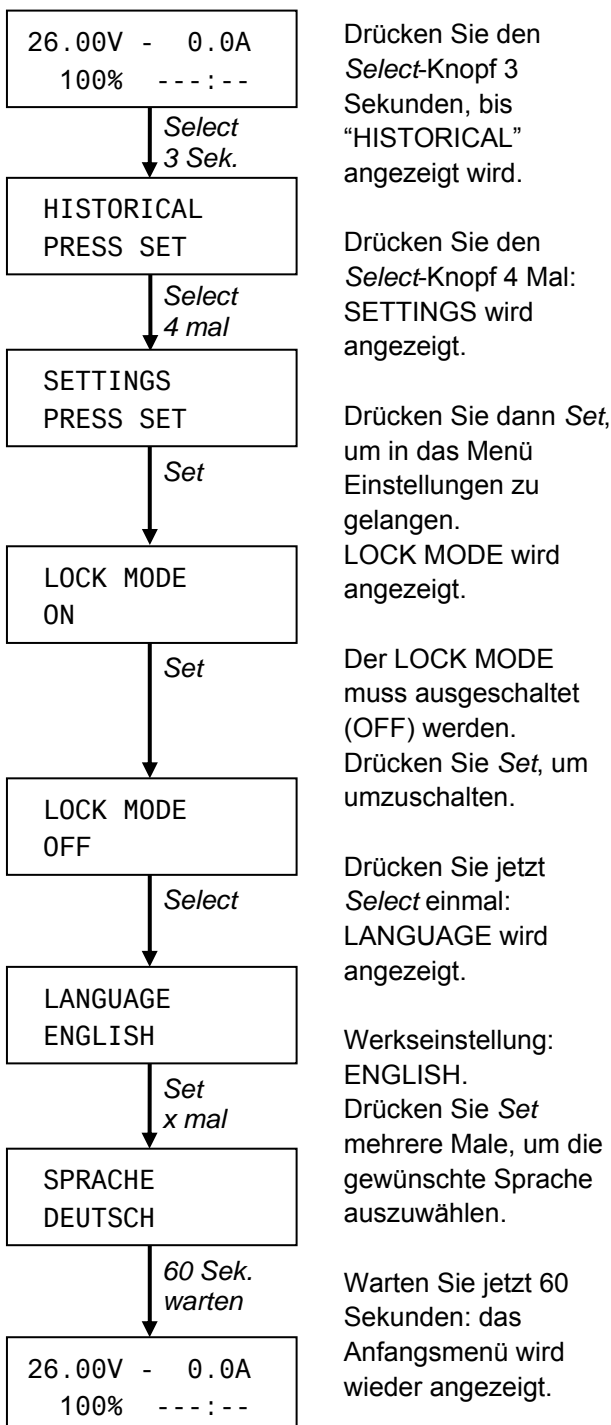 26.00V -  0.0A
100%  ---:--
Select
3 Sek.
HISTORICAL
PRESS SET
Select
4 mal
SETTINGS
PRESS SET
Set
LOCK MODE
ON
Set
LOCK MODE
OFF
Select
LANGUAGE
ENGLISH
Set
x mal
SPRACHE
DEUTSCH
60 Sek.
warten
26.00V -  0.0A
100%  ---:--
Drücken Sie den
Select-Knopf 3
Sekunden, bis
“HISTORICAL”
angezeigt wird.
Drücken Sie den
Select-Knopf 4 Mal:
SETTINGS wird
angezeigt.
Drücken Sie dann Set,
um in das Menü
Einstellungen zu
gelangen.
LOCK MODE wird
angezeigt.
Der LOCK MODE
muss ausgeschaltet
(OFF) werden.
Drücken Sie Set, um
umzuschalten.
Drücken Sie jetzt
Select einmal:
LANGUAGE wird
angezeigt.
Werkseinstellung:
ENGLISH.
Drücken Sie Set
mehrere Male, um die
gewünschte Sprache
auszuwählen.
Warten Sie jetzt 60
Sekunden: das
Anfangsmenü wird
wieder angezeigt.